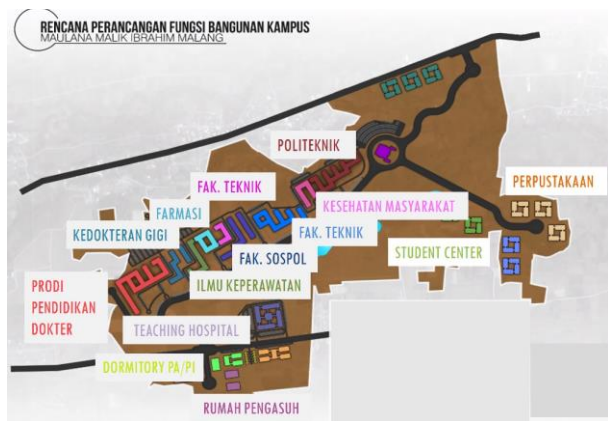 RENCANA PERANCANGAN FUNGSI BANGUNAN KAMPUS
MAULANA MALIK IBRAHIM MALANG
POLITEKNIK
FAK. TEKNIK
PERPUSTAKAAN
FARMASI
KESEHATAN MASYARAKAT
KEDOKTERAN GIGI
FAK. TEKNIK
FAK. SOSPOL
STUDENT CENTER
PRODI
PENDIDIKAN
DOKTER
ILMU KEPERAWATAN
TEACHING HOSPITAL
DORMITORY PA/PI
RUMAH PENGASUH